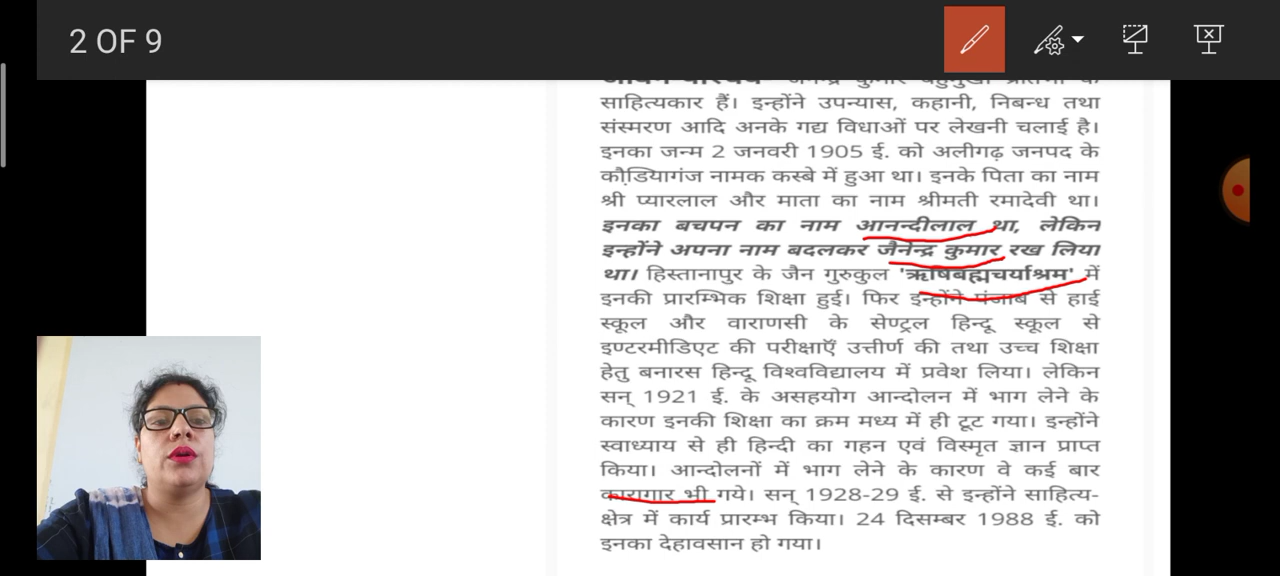 2 OF 9
जैनेन्द्र कुमार बहुमुखी प्रतिभा के
साहित्यकार हैं। इन्होंने उपन्यास, कहानी, निबन्ध तथा
संस्मरण आदि अनके गद्य विधाओं पर लेखनी चलाई है।
इनका जन्म 2 जनवरी 1905 ई. को अलीगढ़ जनपद के
कौड़ियागंज नामक कस्बे में हुआ था। इनके पिता का नाम
श्री प्यारलाल और माता का नाम श्रीमती रमादेवी था।
इनका बचपन का नाम आनन्दीलाल था, लेकिन
इन्होंने अपना नाम बदलकर जैनेन्द्र कुमार रख लिया
था। हिस्तानापुर के जैन गुरुकुल 'ऋषिबह्मचर्याश्रम' में
इनकी प्रारम्भिक शिक्षा हुई। फिर इन्होंने पंजाब से हाई
स्कूल और वाराणसी के सेण्ट्रल हिन्दू स्कूल से
इण्टरमीडिएट की परीक्षाएँ उत्तीर्ण की तथा उच्च शिक्षा
हेतु बनारस हिन्दू विश्वविद्यालय में प्रवेश लिया। लेकिन
सन् 1921 ई. के असहयोग आन्दोलन में भाग लेने के
कारण इनकी शिक्षा का क्रम मध्य में ही टूट गया। इन्होंने
स्वाध्याय से ही हिन्दी का गहन एवं विस्मृत ज्ञान प्राप्त
किया। आन्दोलनों में भाग लेने के कारण वे कई बार
कारागार भी गये। सन् 1928-29 ई. से इन्होंने साहित्य-
क्षेत्र में कार्य प्रारम्भ किया। 24 दिसम्बर 1988 ई. को
इनका देहावसान हो गया।